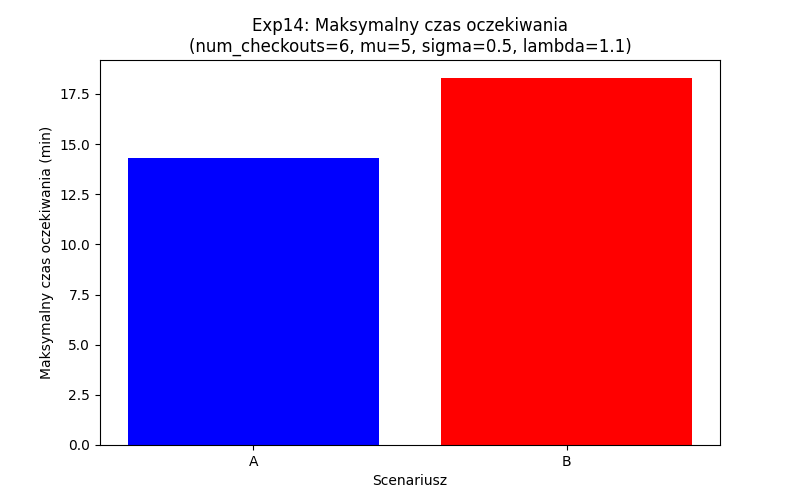 Exp14: Maksymalny czas oczekiwania
(num_checkouts=6, mu=5, sigma=0.5, lambda=1.1)
Maksymalny czas oczekiwania (min)
17.5
15.0
12.5
10.0
7.5
5.0
2.5
0.0
A B
Scenariusz